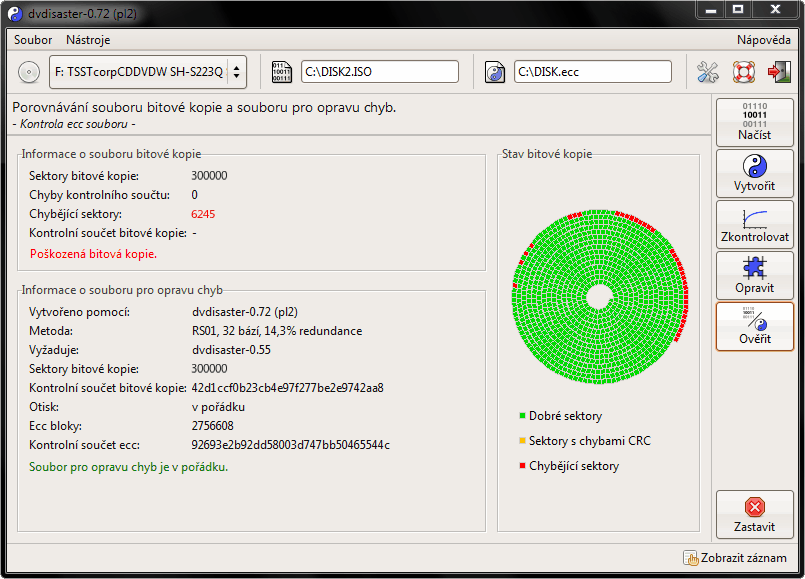 dvdisaster-0.72 (pl2)
Soubor Nástroje Nápověda
F: TSSTcorpCDDVDW SH-S223Q C:\DISK2.ISO C:\DISK.ecc
Porovnávání souboru bitové kopie a souboru pro opravu chyb.
- Kontrola ecc souboru -
Informace o souboru bitové kopie
Sektory bitové kopie: 300000
Chyby kontrolního součtu: 0
Chybějící sektory: 6245
Kontrolní součet bitové kopie: -
Poškozená bitová kopie.
Informace o souboru pro opravu chyb
Vytvořeno pomocí: dvdisaster-0.72 (pl2)
Metoda: RS01, 32 bází, 14,3% redundance
Vyžaduje: dvdisaster-0.55
Sektory bitové kopie: 300000
Kontrolní součet bitové kopie: 42d1ccf0b23cb4e97f277be2e9742aa8
Otisk: v pořádku
Ecc bloky: 2756608
Kontrolní součet ecc: 92693e2b92dd58003d747bb50465544c
Soubor pro opravu chyb je v pořádku.
Stav bitové kopie
Dobré sektory
Sektory s chybami CRC
Chybějící sektory
01110
10011
00111
Načíst
Vytvořit
Zkontrolovat
Opravit
Ověřit
Zastavit
Zobrazit záznam